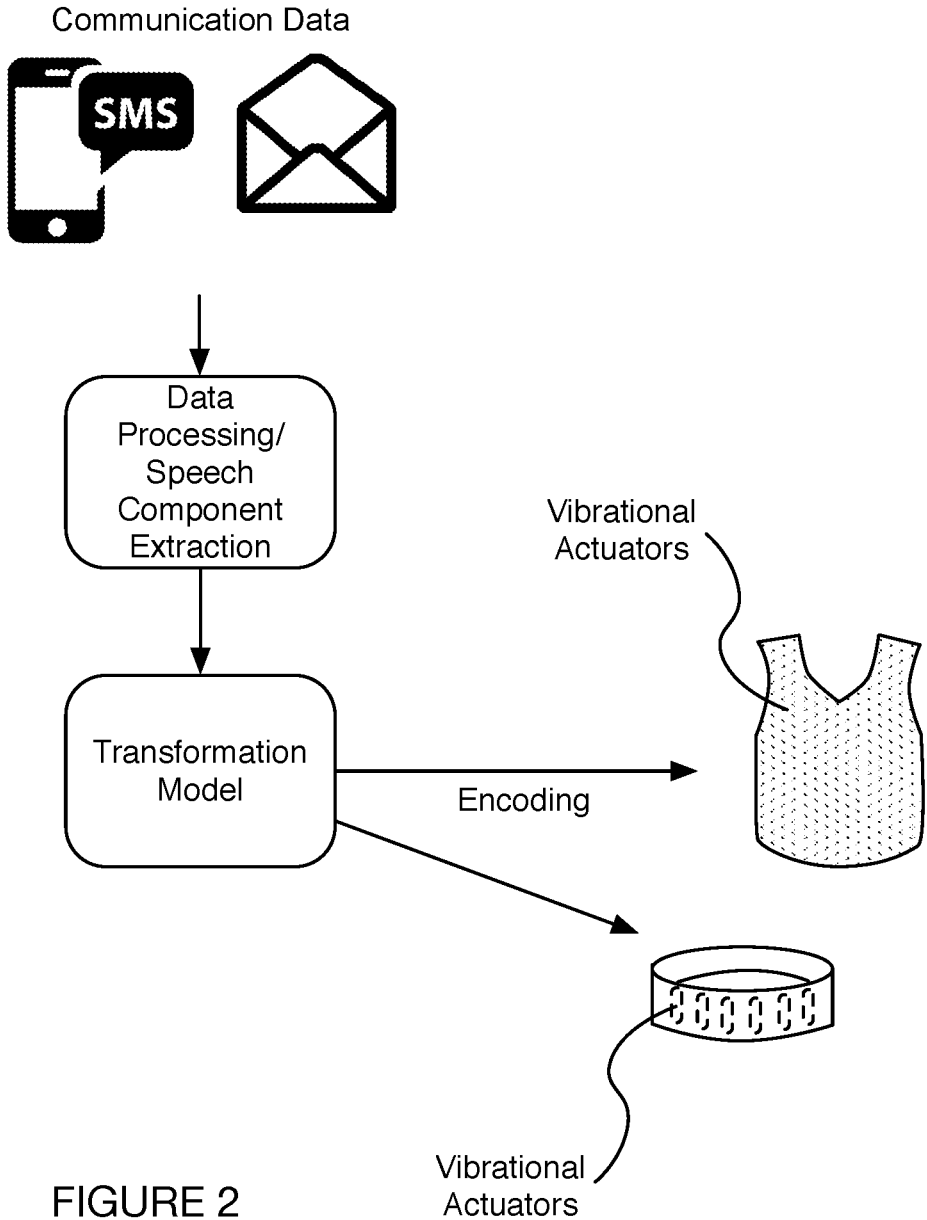 Communication Data
SMS
Data
Processing/
Speech
Component
Extraction
Vibrational
Actuators
Transformation
Model
Encoding
Vibrational
Actuators
FIGURE 2